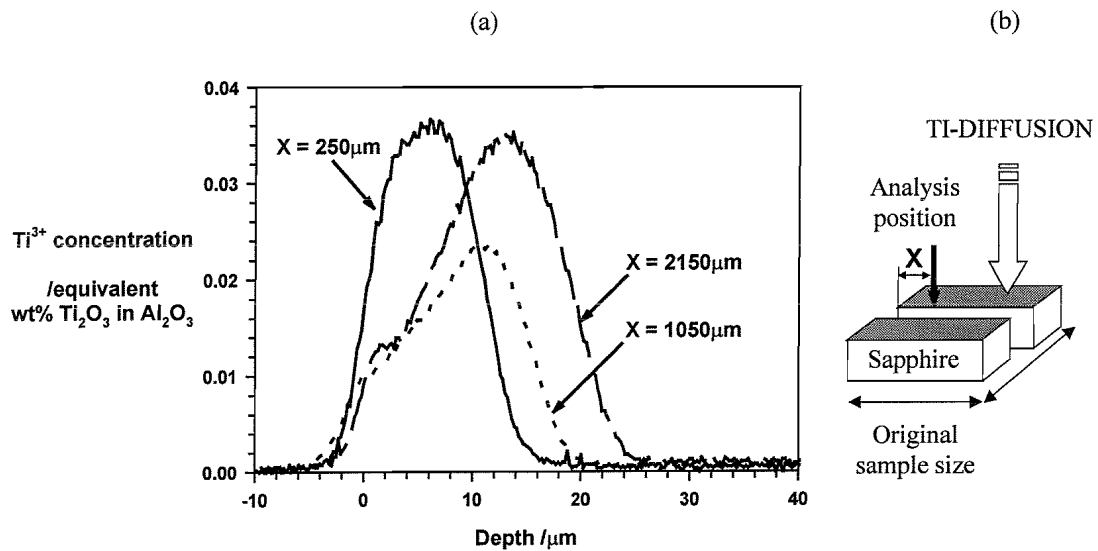 (a)
(b)
0.04
0.03
0.02
0.01
0.00
-10
0
10
20
30
40
Ti³⁺ concentration
/equivalent
wt% Ti₂O₃ in Al₂O₃
Depth /μm
X = 250μm
X = 2150μm
X = 1050μm
TI-DIFFUSION
Analysis
position
X
Sapphire
Original
sample size